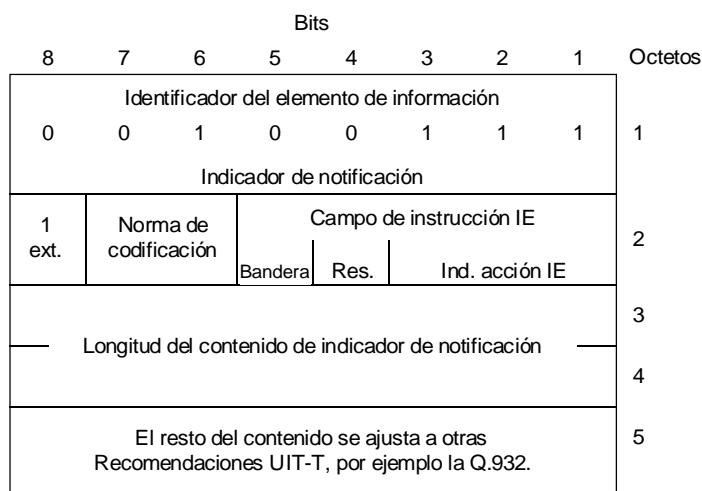 Bits
8 7 6 5 4 3 2 1 Octetos
Identificador del elemento de información
0 0 1 0 0 1 1 1 1
Indicador de notificación
1 ext. Norma de codificación Campo de instrucción IE 2
Bandera Res. Ind. acción IE
3
Longitud del contenido de indicador de notificación
4
El resto del contenido se ajusta a otras 5
Recomendaciones UIT-T, por ejemplo la Q.932.